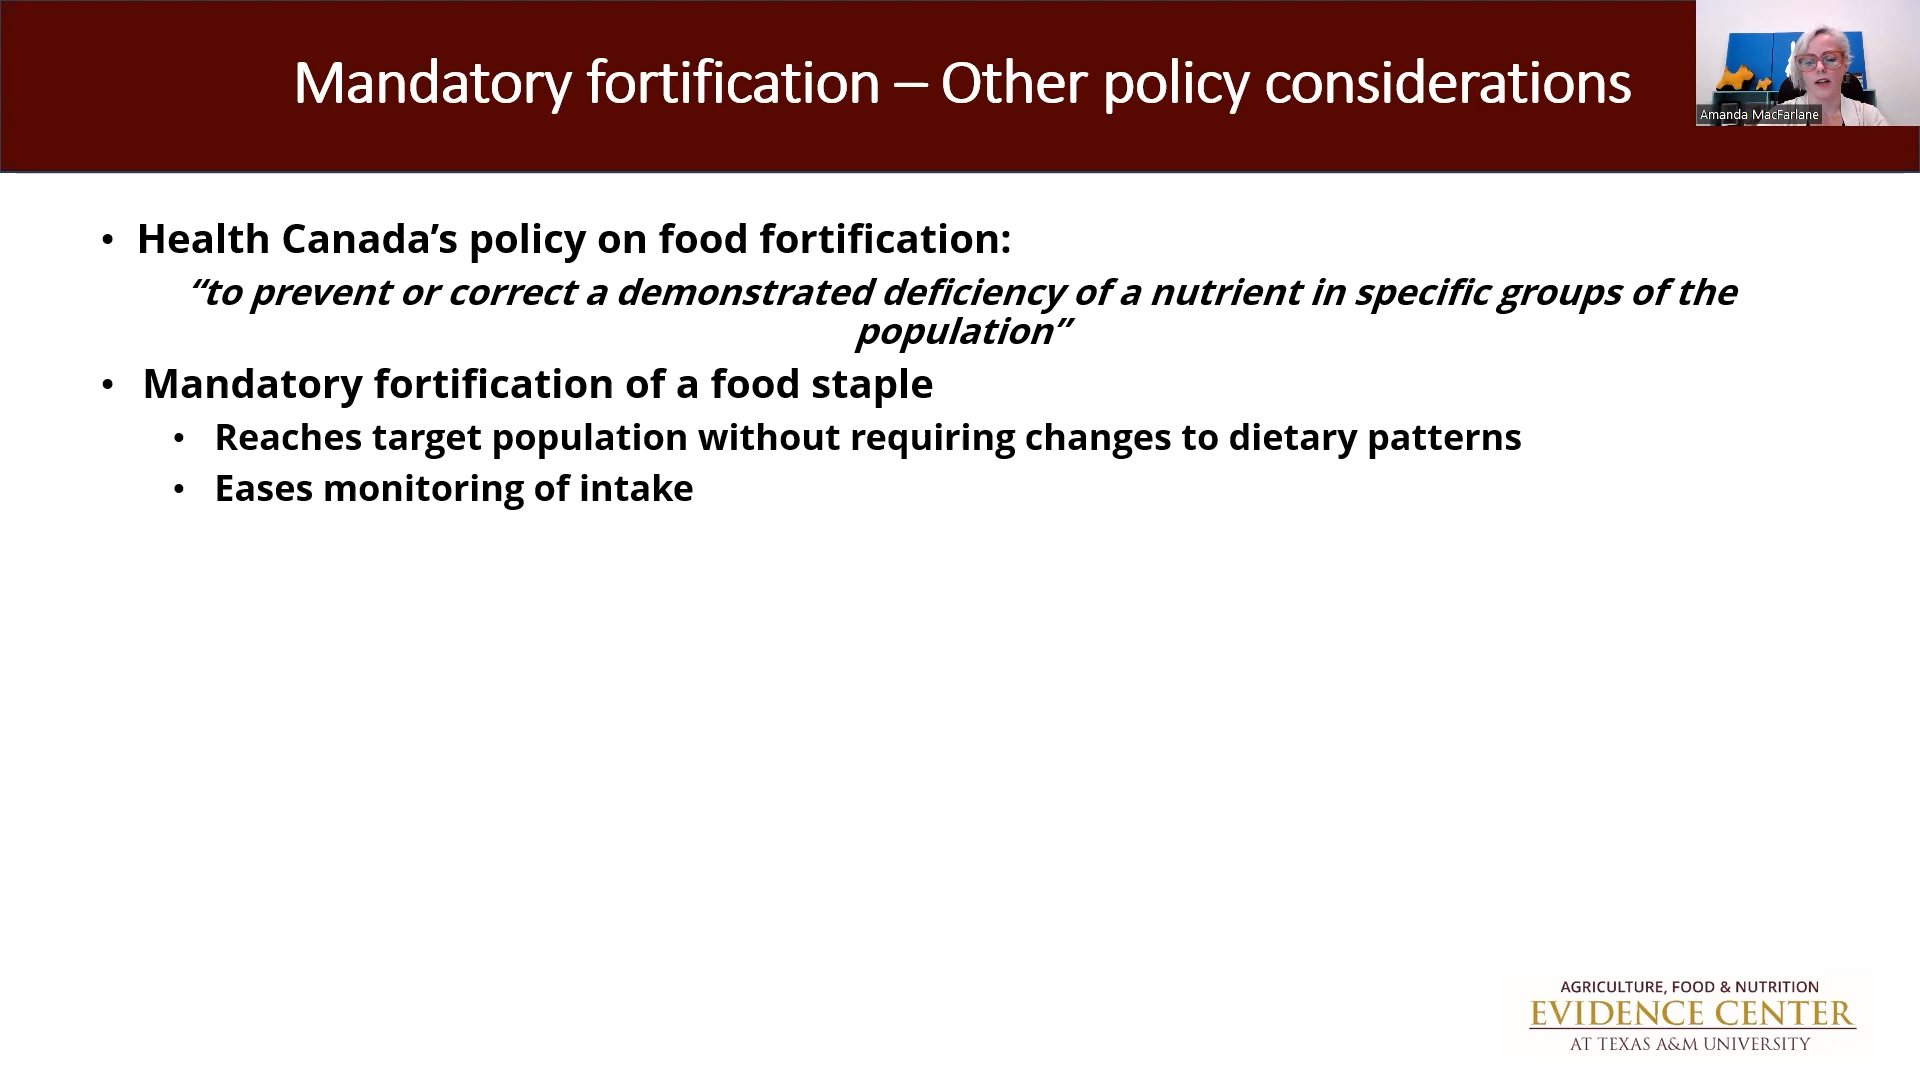 Mandatory fortification – Other policy considerations
Amanda MacFarlane
• Health Canada’s policy on food fortification:
“to prevent or correct a demonstrated deficiency of a nutrient in specific groups of the
population”
• Mandatory fortification of a food staple
• Reaches target population without requiring changes to dietary patterns
• Eases monitoring of intake
AGRICULTURE, FOOD & NUTRITION
EVIDENCE CENTER
AT TEXAS A&M UNIVERSITY